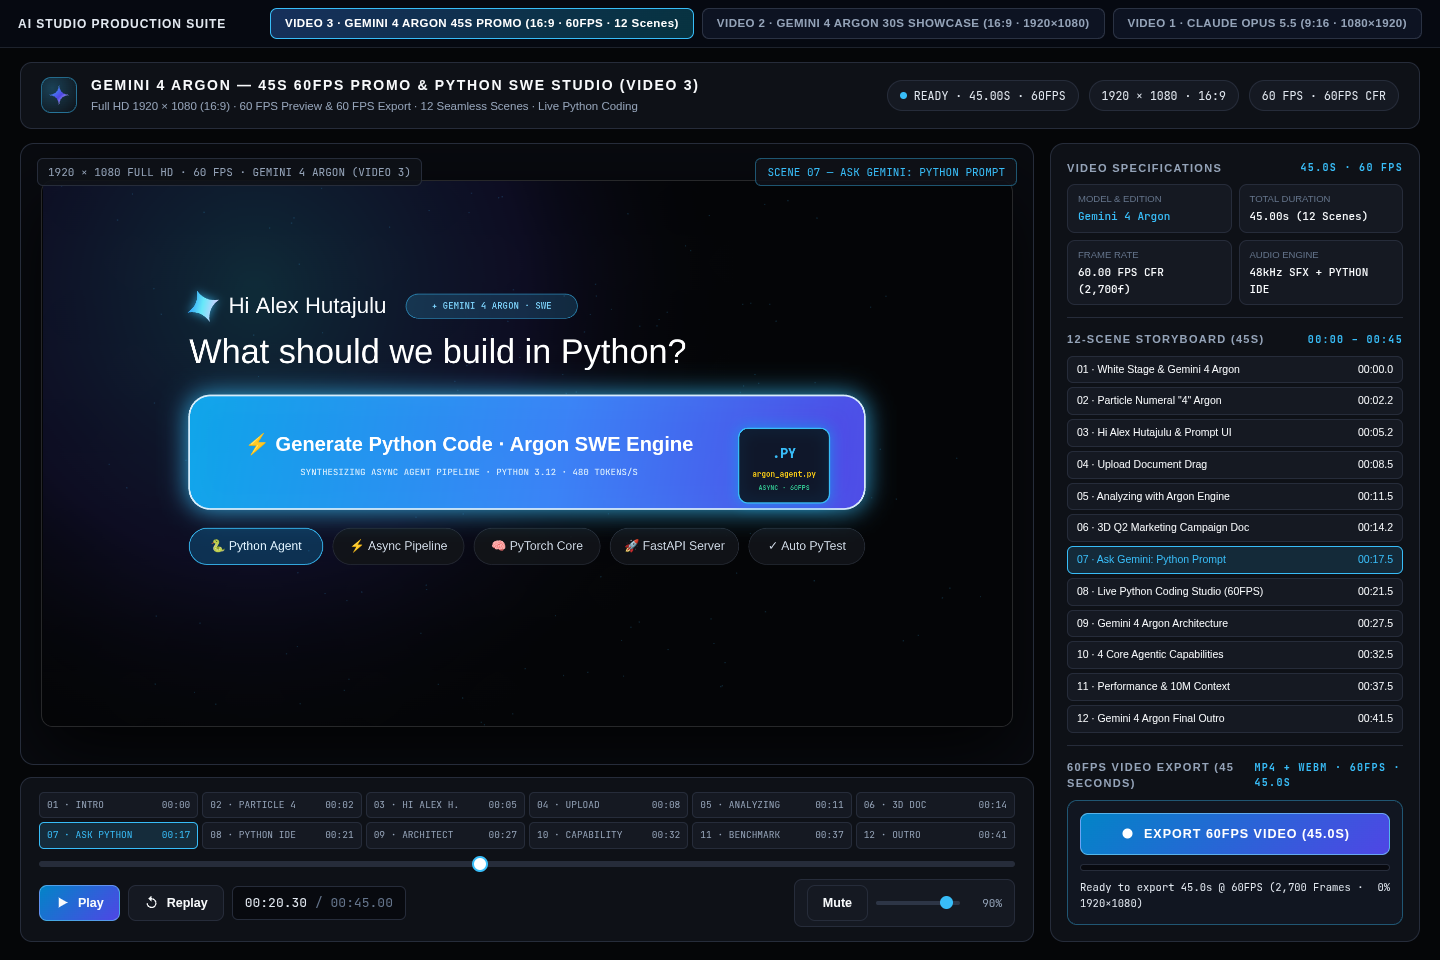 AI STUDIO PRODUCTION SUITE
VIDEO 3 · GEMINI 4 ARGON 45S PROMO (16:9 · 60FPS · 12 Scenes)
VIDEO 2 · GEMINI 4 ARGON 30S SHOWCASE (16:9 · 1920×1080)
VIDEO 1 · CLAUDE OPUS 5.5 (9:16 · 1080×1920)
GEMINI 4 ARGON — 45S 60FPS PROMO & PYTHON SWE STUDIO (VIDEO 3)
Full HD 1920 × 1080 (16:9) · 60 FPS Preview & 60 FPS Export · 12 Seamless Scenes · Live Python Coding
READY · 45.00S · 60FPS
1920 × 1080 · 16:9
60 FPS · 60FPS CFR
1920 × 1080 FULL HD · 60 FPS · GEMINI 4 ARGON (VIDEO 3)
SCENE 07 — ASK GEMINI: PYTHON PROMPT
Hi Alex Hutajulu
✦ GEMINI 4 ARGON · SWE
What should we build in Python?
⚡ Generate Python Code · Argon SWE Engine
SYNTHESIZING ASYNC AGENT PIPELINE · PYTHON 3.12 · 480 TOKENS/S
.PY
argon_agent.py
ASYNC · 60FPS
🐍 Python Agent
⚡ Async Pipeline
🧠 PyTorch Core
🚀 FastAPI Server
✓ Auto PyTest
01 · INTRO 00:00
02 · PARTICLE 4 00:02
03 · HI ALEX H. 00:05
04 · UPLOAD 00:08
05 · ANALYZING 00:11
06 · 3D DOC 00:14
07 · ASK PYTHON 00:17
08 · PYTHON IDE 00:21
09 · ARCHITECT 00:27
10 · CAPABILITY 00:32
11 · BENCHMARK 00:37
12 · OUTRO 00:41
Play
Replay
00:20.30 / 00:45.00
Mute
90%
VIDEO SPECIFICATIONS
45.0S · 60 FPS
MODEL & EDITION
Gemini 4 Argon
TOTAL DURATION
45.00s (12 Scenes)
FRAME RATE
60.00 FPS CFR
(2,700f)
AUDIO ENGINE
48kHz SFX + PYTHON
IDE
12-SCENE STORYBOARD (45S)
00:00 – 00:45
01 · White Stage & Gemini 4 Argon 00:00.0
02 · Particle Numeral "4" Argon 00:02.2
03 · Hi Alex Hutajulu & Prompt UI 00:05.2
04 · Upload Document Drag 00:08.5
05 · Analyzing with Argon Engine 00:11.5
06 · 3D Q2 Marketing Campaign Doc 00:14.2
07 · Ask Gemini: Python Prompt 00:17.5
08 · Live Python Coding Studio (60FPS) 00:21.5
09 · Gemini 4 Argon Architecture 00:27.5
10 · 4 Core Agentic Capabilities 00:32.5
11 · Performance & 10M Context 00:37.5
12 · Gemini 4 Argon Final Outro 00:41.5
60FPS VIDEO EXPORT (45
SECONDS)
MP4 + WEBM · 60FPS ·
45.0S
EXPORT 60FPS VIDEO (45.0S)
Ready to export 45.0s @ 60FPS (2,700 Frames ·
1920×1080)
0%